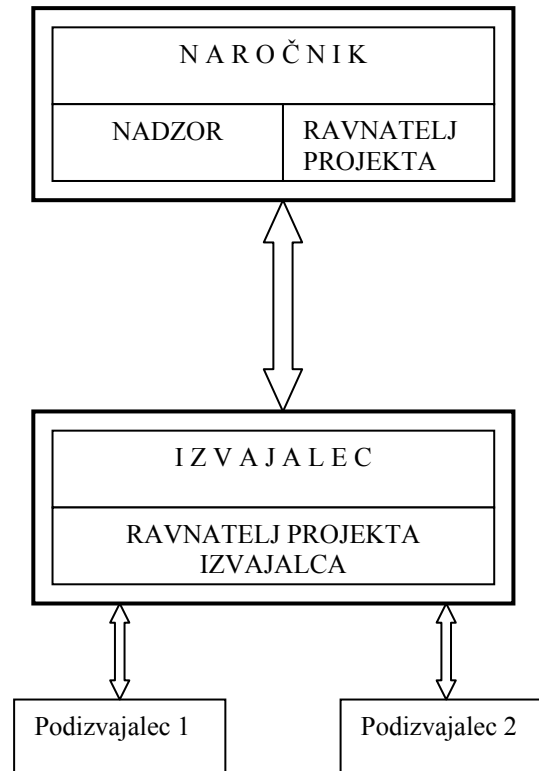 N A R O Č N I K
NADZOR
RAVNATELJ
PROJEKTA
I Z V A J A L E C
RAVNATELJ PROJEKTA
IZVAJALCA
Podizvajalec 1
Podizvajalec 2